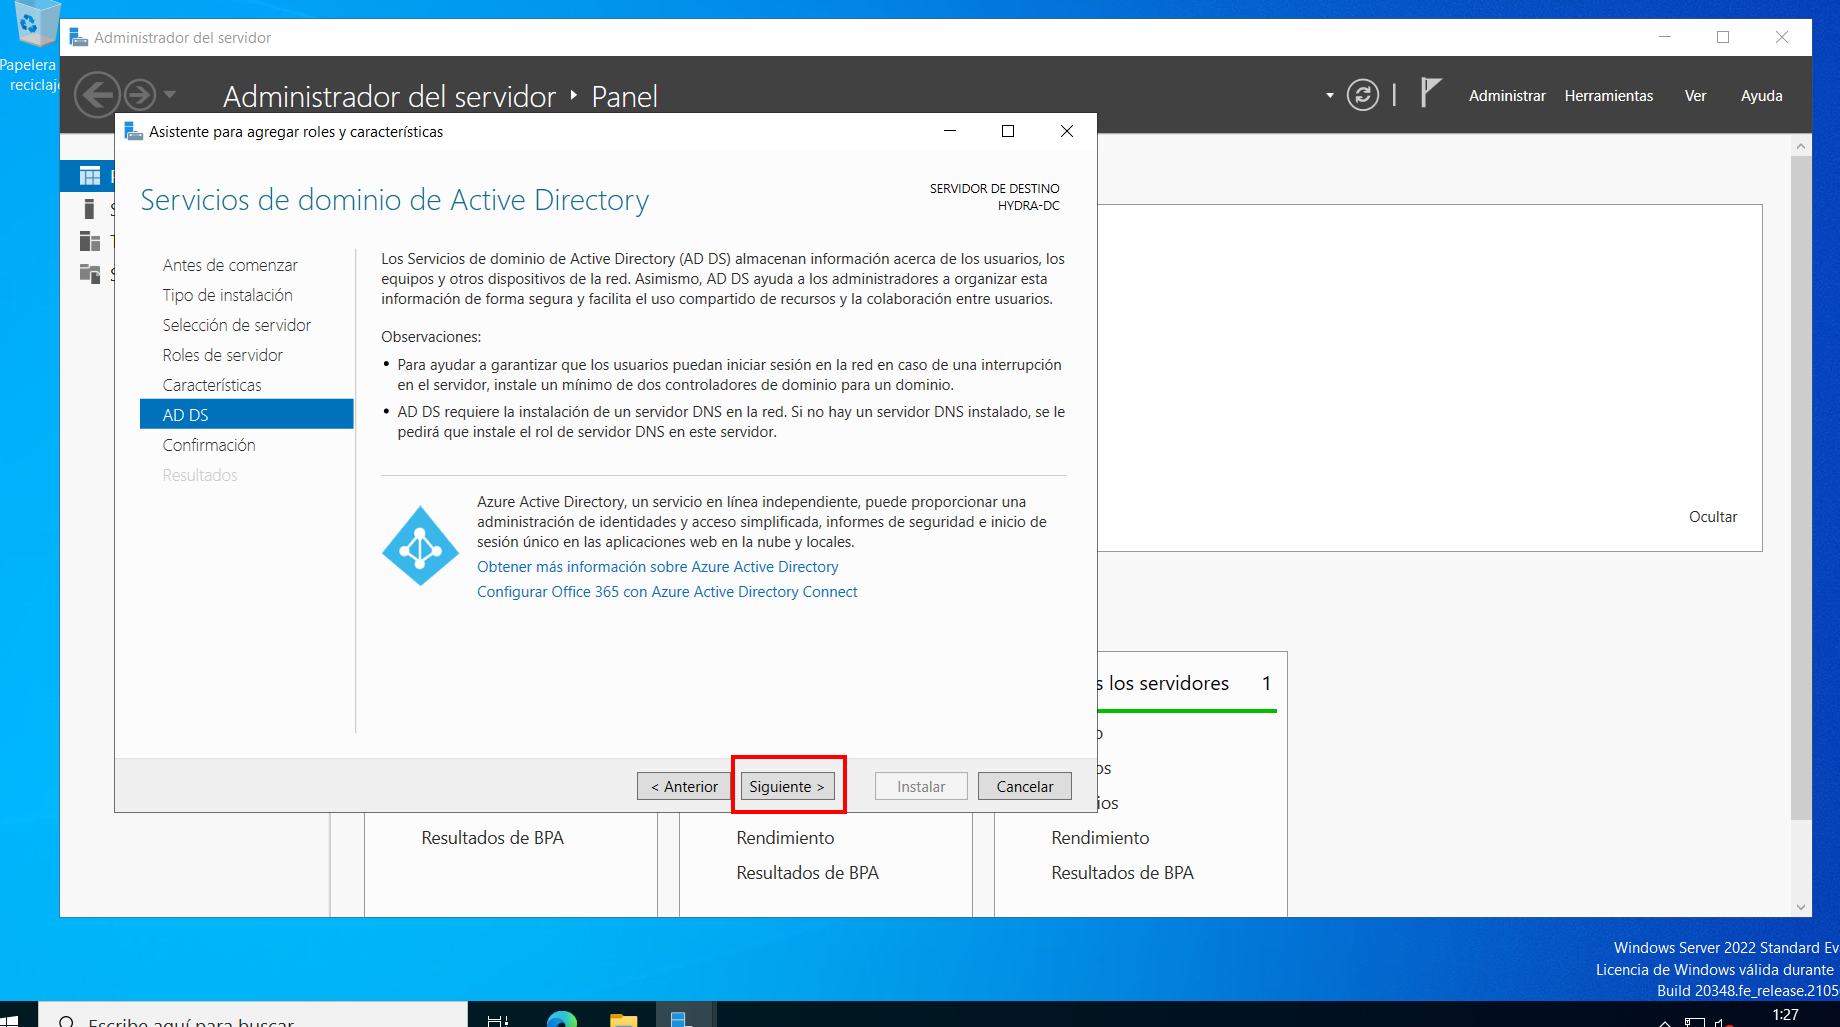 Papelera
reciclaj
Administrador del servidor
Administrador del servidor ‣ Panel
Administrar
Herramientas
Ver
Ayuda
Asistente para agregar roles y características
Servicios de dominio de Active Directory
SERVIDOR DE DESTINO
HYDRA-DC
Antes de comenzar
Tipo de instalación
Selección de servidor
Roles de servidor
Características
AD DS
Confirmación
Resultados
Los Servicios de dominio de Active Directory (AD DS) almacenan información acerca de los usuarios, los
equipos y otros dispositivos de la red. Asimismo, AD DS ayuda a los administradores a organizar esta
información de forma segura y facilita el uso compartido de recursos y la colaboración entre usuarios.
Observaciones:
• Para ayudar a garantizar que los usuarios puedan iniciar sesión en la red en caso de una interrupción
en el servidor, instale un mínimo de dos controladores de dominio para un dominio.
• AD DS requiere la instalación de un servidor DNS en la red. Si no hay un servidor DNS instalado, se le
pedirá que instale el rol de servidor DNS en este servidor.
Azure Active Directory, un servicio en línea independiente, puede proporcionar una
administración de identidades y acceso simplificada, informes de seguridad e inicio de
sesión único en las aplicaciones web en la nube y locales.
Obtener más información sobre Azure Active Directory
Configurar Office 365 con Azure Active Directory Connect
< Anterior
Siguiente >
Instalar
Cancelar
Ocultar
s los servidores 1
Resultados de BPA
Rendimiento
Resultados de BPA
Rendimiento
Resultados de BPA
Windows Server 2022 Standard Ev
Licencia de Windows válida durante
Build 20348.fe_release.2105
Escribe aquí para buscar
1:27